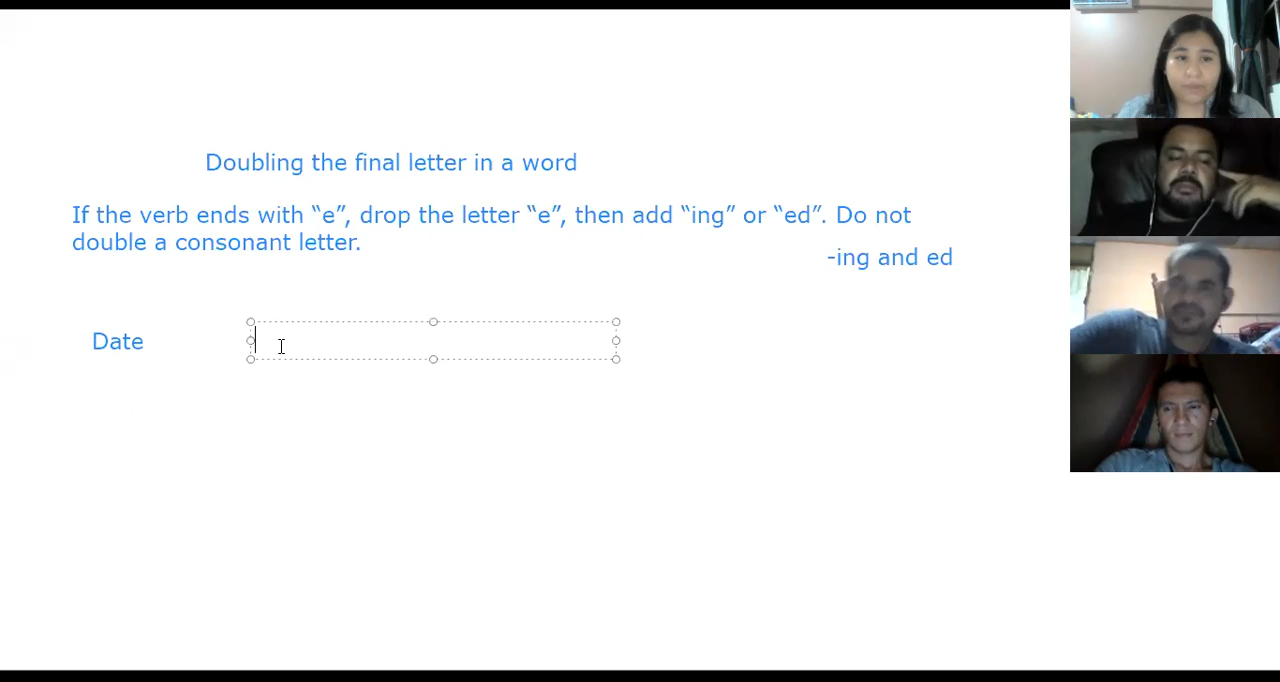 Doubling the final letter in a word
If the verb ends with “e”, drop the letter “e”, then add “ing” or “ed”. Do not
double a consonant letter.
-ing and ed
Date